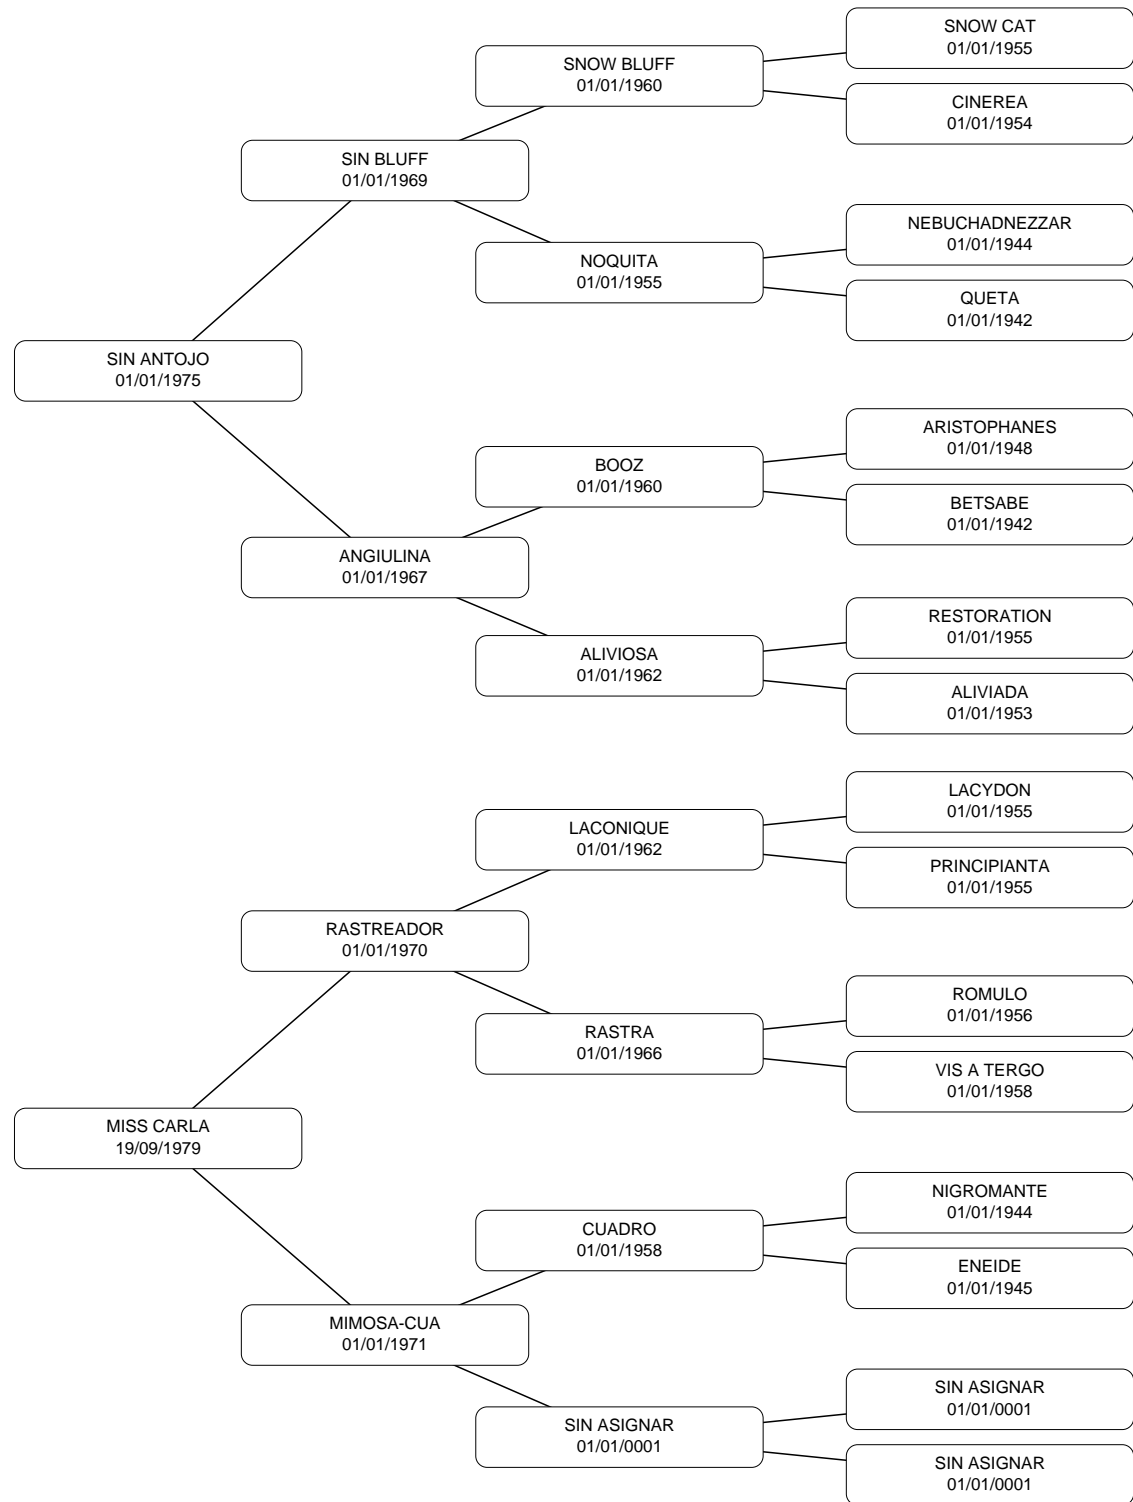 SNOW CAT
01/01/1955
SNOW BLUFF
01/01/1960
CINEREA
01/01/1954
SIN BLUFF
01/01/1969
NEBUCHADNEZZAR
01/01/1944
NOQUITA
01/01/1955
QUETA
01/01/1942
SIN ANTOJO
01/01/1975
ARISTOPHANES
01/01/1948
BOOZ
01/01/1960
BETSABE
01/01/1942
ANGIULINA
01/01/1967
RESTORATION
01/01/1955
ALIVIOSA
01/01/1962
ALIVIADA
01/01/1953
LACYDON
01/01/1955
LACONIQUE
01/01/1962
PRINCIPIANTA
01/01/1955
RASTREADOR
01/01/1970
ROMULO
01/01/1956
RASTRA
01/01/1966
VIS A TERGO
01/01/1958
MISS CARLA
19/09/1979
NIGROMANTE
01/01/1944
CUADRO
01/01/1958
ENEIDE
01/01/1945
MIMOSA-CUA
01/01/1971
SIN ASIGNAR
01/01/0001
SIN ASIGNAR
01/01/0001
SIN ASIGNAR
01/01/0001